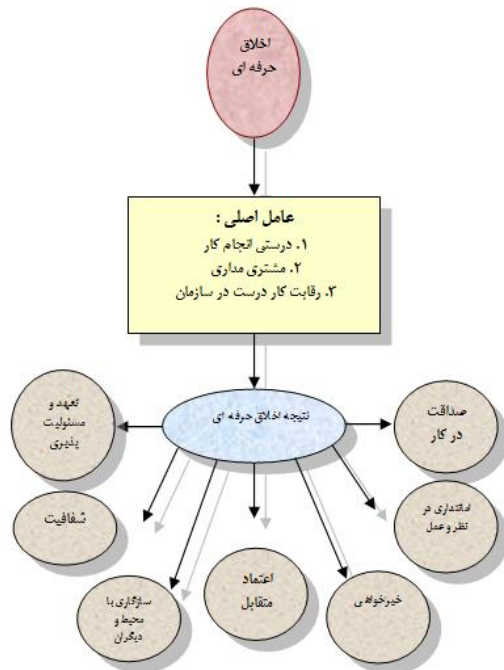 اخلاق
حرفه ای
عامل اصلی :
۱. درستی انجام کار
۲. مشتری مداری
۳. رقابت کار درست در سازمان
نتیجه اخلاق حرفه ای
صداقت
در کار
امانتداری در
نظر و عمل
خیرخواهی
اعتماد
متقابل
سازگاری با
محیط و
دیگران
شفافیت
تعهد و
مسئولیت
پذیری